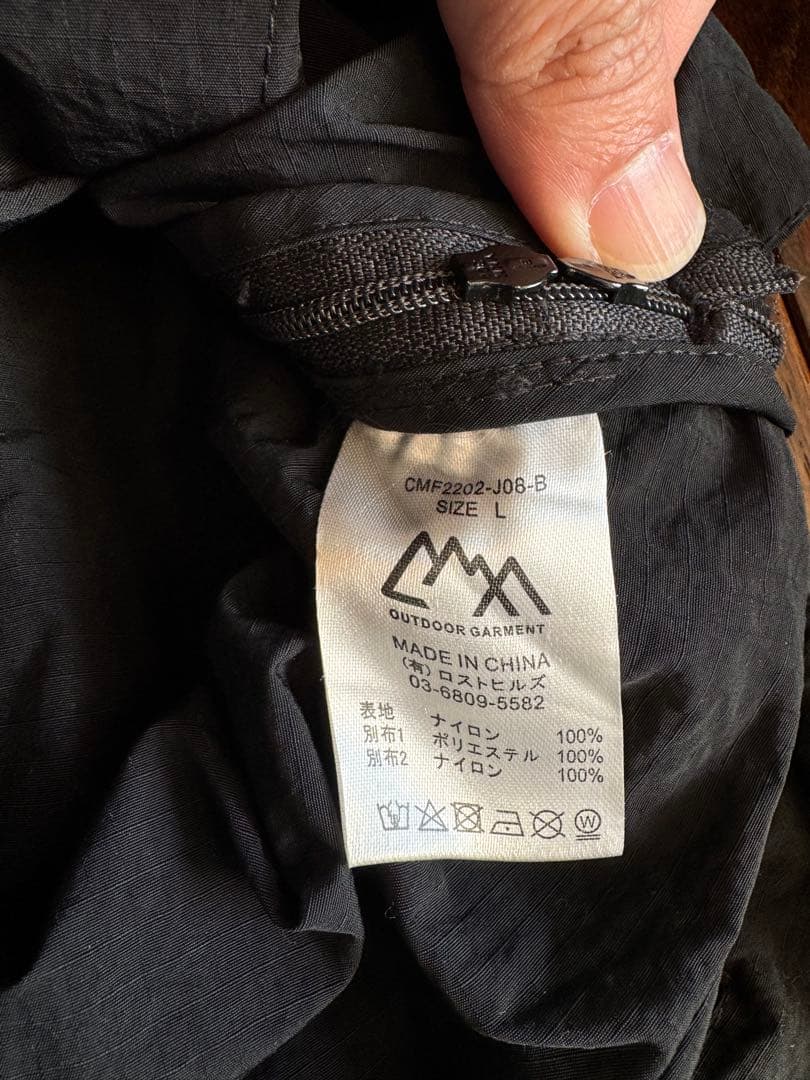 CMF2202-J08-B
SIZE L
OUTDOOR GARMENT
MADE IN CHINA
(有)ロストヒルズ
03-6809-5582
表地 ナイロン 100%
別布1 ポリエステル 100%
別布2 ナイロン 100%
W